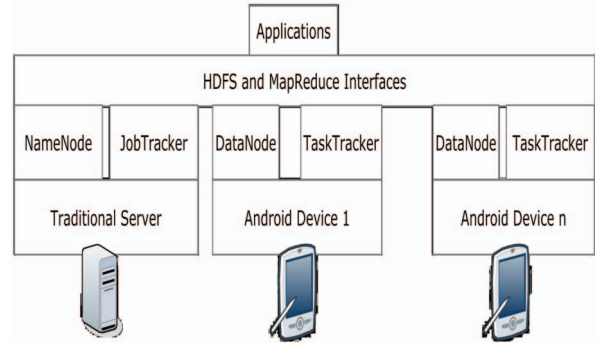 Applications
HDFS and MapReduce Interfaces
NameNode JobTracker DataNode TaskTracker DataNode TaskTracker
Traditional Server Android Device 1 Android Device n